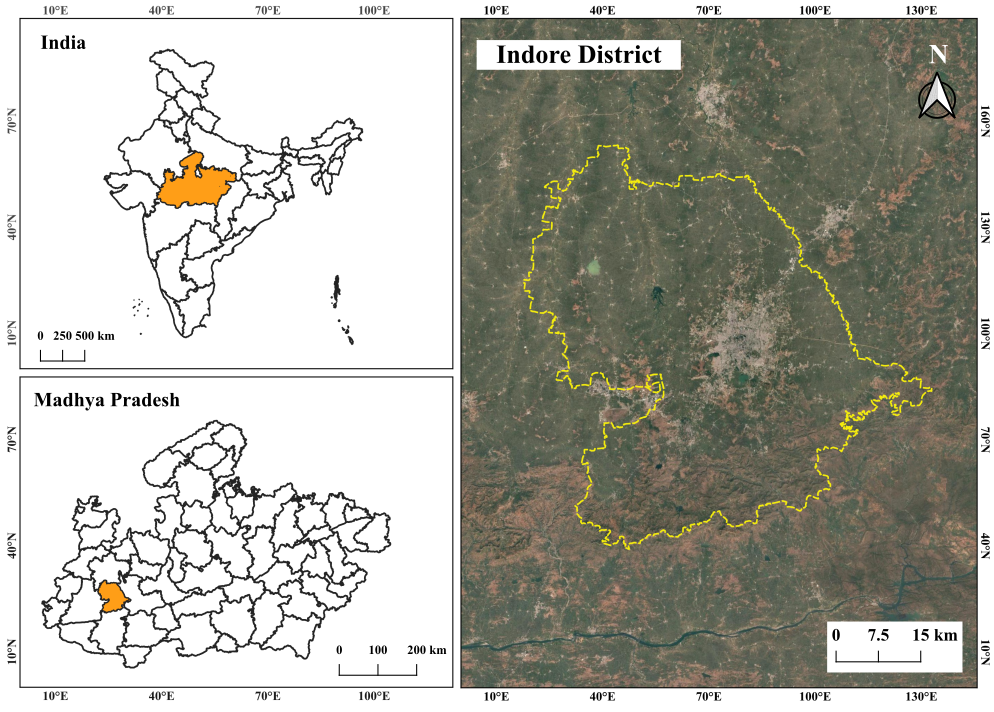 10°E 40°E 70°E 100°E
10°E 40°E 70°E 100°E 130°E
India
70°N
40°N
10°N
0 250 500 km
Madhya Pradesh
70°N
40°N
10°N
0 100 200 km
10°E 40°E 70°E 100°E
Indore District
N
160°N
130°N
100°N
70°N
40°N
10°N
0 7.5 15 km
10°E 40°E 70°E 100°E 130°E